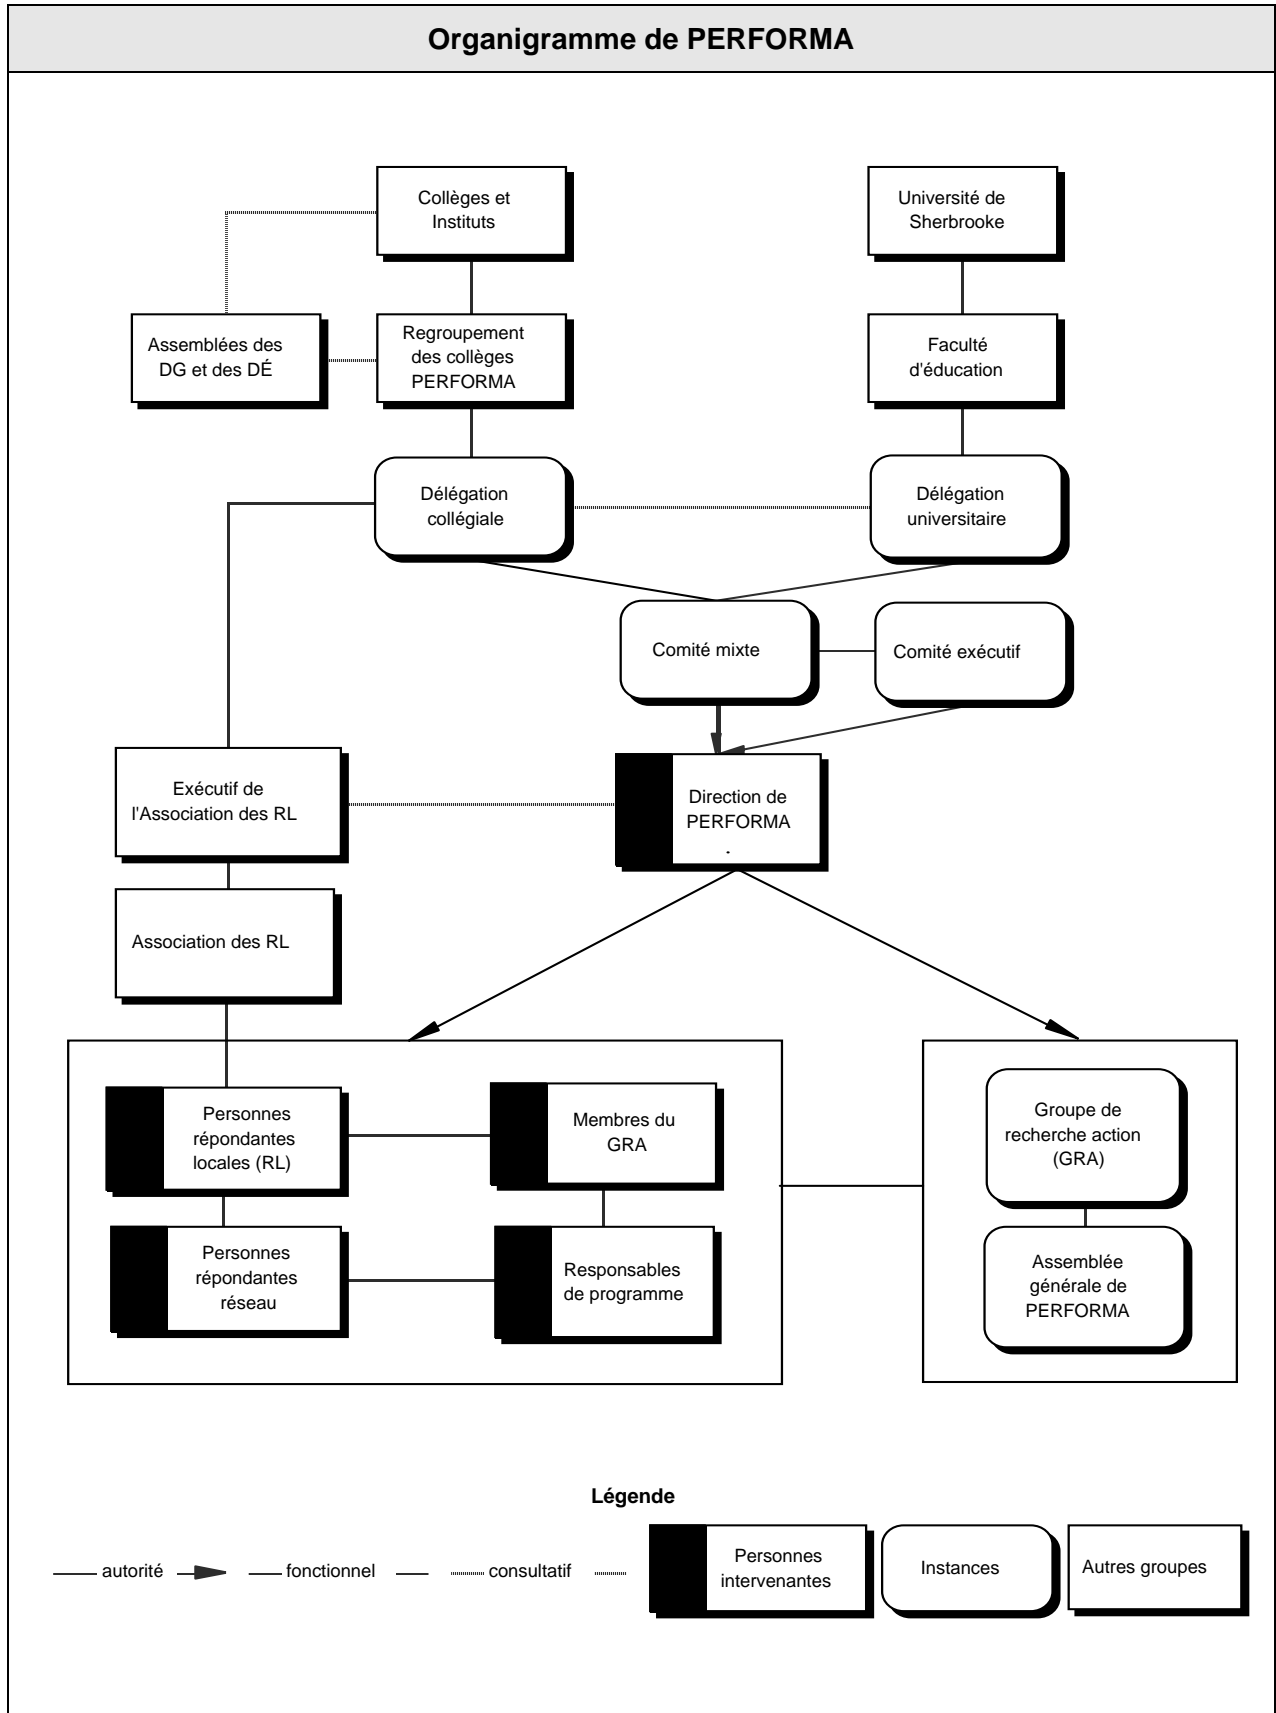 Organigramme de PERFORMA
Collèges et
Instituts
Université de
Sherbrooke
Assemblées des
DG et des DÉ
Regroupement
des collèges
PERFORMA
Faculté
d'éducation
Délégation
collégiale
Délégation
universitaire
Comité mixte
Comité exécutif
Exécutif de
l'Association des RL
Direction de
PERFORMA
.
Association des RL
Personnes
répondantes
locales (RL)
Membres du
GRA
Groupe de
recherche action
(GRA)
Personnes
répondantes
réseau
Responsables
de programme
Assemblée
générale de
PERFORMA
Légende
autorité
fonctionnel
consultatif
Personnes
intervenantes
Instances
Autres groupes